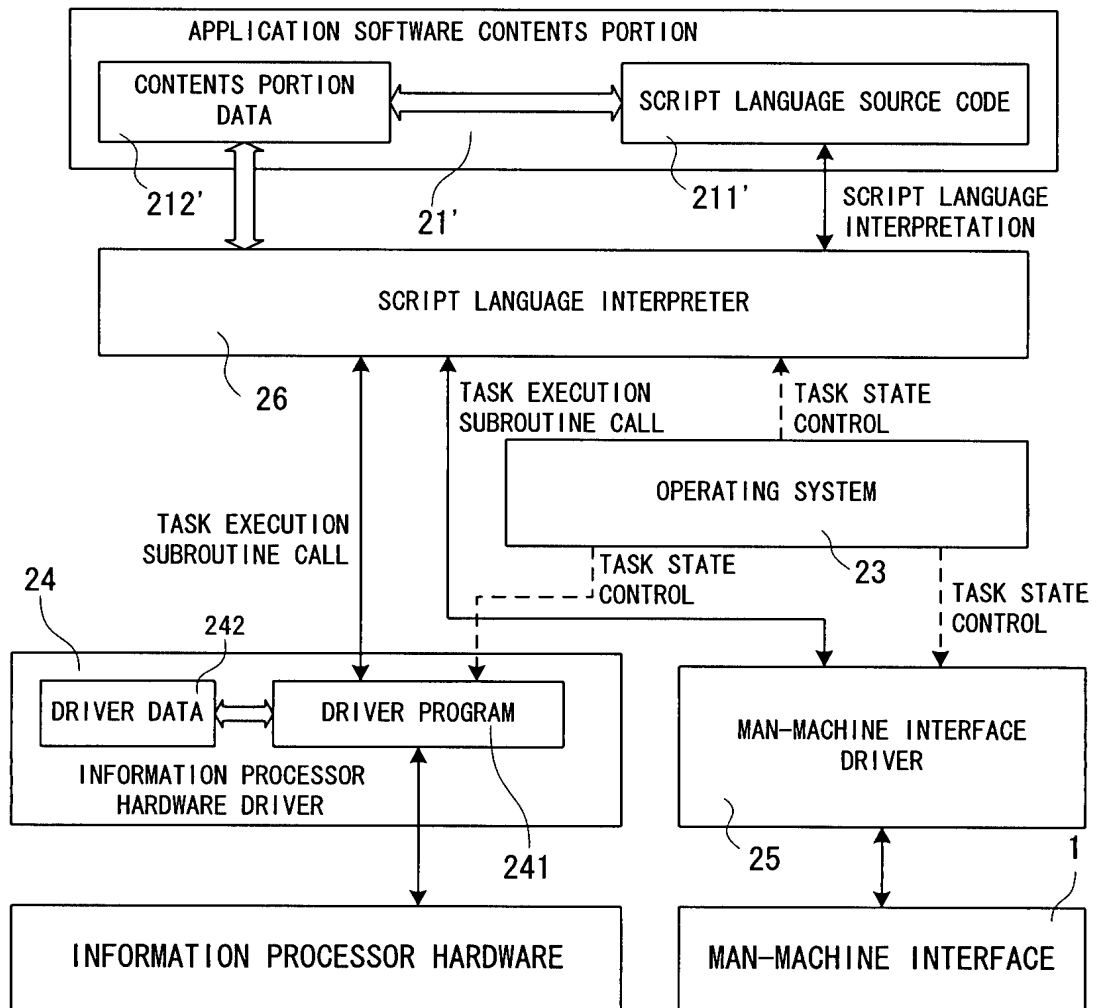 APPLICATION SOFTWARE CONTENTS PORTION
CONTENTS PORTION
DATA
SCRIPT LANGUAGE SOURCE CODE
212'
21'
211'
SCRIPT LANGUAGE
INTERPRETATION
SCRIPT LANGUAGE INTERPRETER
26
TASK EXECUTION
SUBROUTINE CALL
TASK STATE
CONTROL
OPERATING SYSTEM
23
TASK EXECUTION
SUBROUTINE CALL
TASK STATE
CONTROL
TASK STATE
CONTROL
24
242
DRIVER DATA
DRIVER PROGRAM
INFORMATION PROCESSOR
HARDWARE DRIVER
241
MAN-MACHINE INTERFACE
DRIVER
25
1
INFORMATION PROCESSOR HARDWARE
MAN-MACHINE INTERFACE